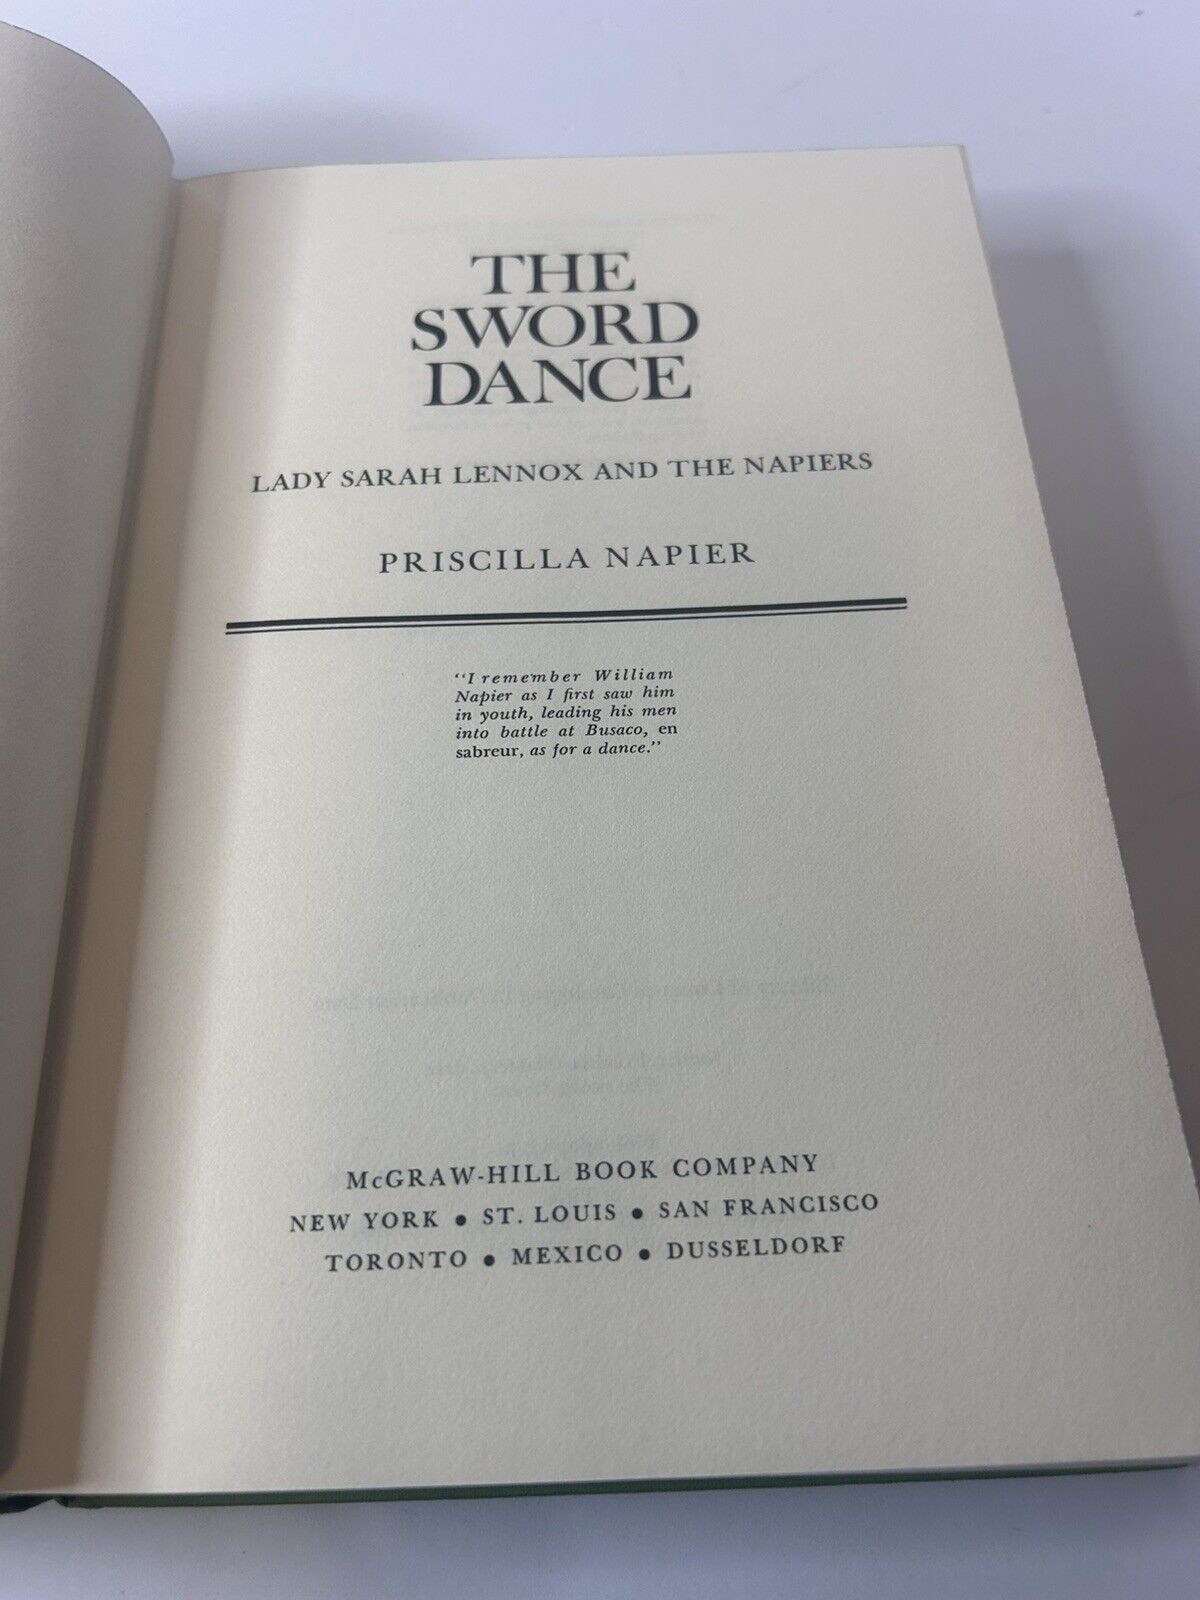 THE
SWORD
DANCE
LADY SARAH LENNOX AND THE NAPIERS
PRISCILLA NAPIER
"I remember William
Napier as I first saw him
in youth, leading his men
into battle at Busaco, en
sabreur, as for a dance."
McGRAW-HILL BOOK COMPANY
NEW YORK • ST. LOUIS • SAN FRANCISCO
TORONTO • MEXICO • DUSSELDORF